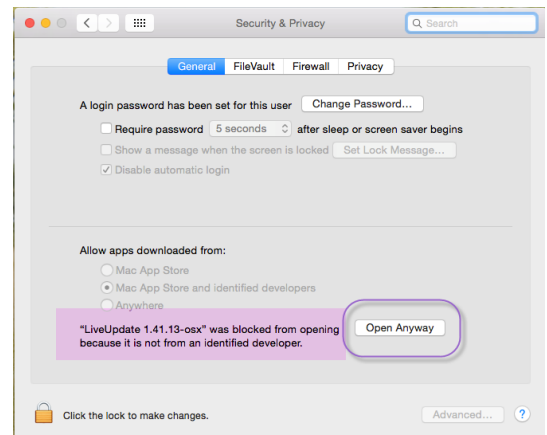 Security & Privacy
Search
General FileVault Firewall Privacy
A login password has been set for this user Change Password...
Require password 5 seconds after sleep or screen saver begins
Show a message when the screen is locked Set Lock Message...
Disable automatic login
Allow apps downloaded from:
Mac App Store
Mac App Store and identified developers
Anywhere
“LiveUpdate 1.41.13-osx” was blocked from opening Open Anyway
because it is not from an identified developer.
Click the lock to make changes. Advanced... ?